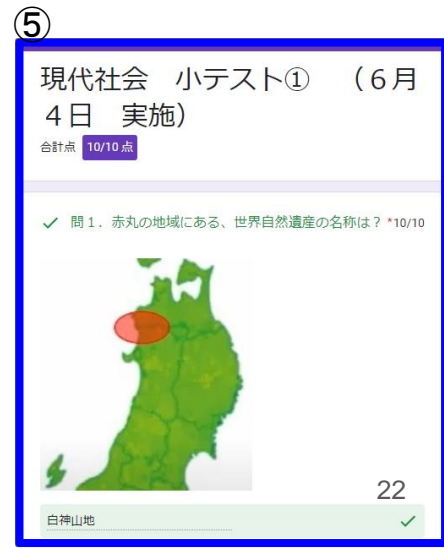 ⑤
現代社会　小テスト①　（６月
４日　実施）
合計点 10/10 点
✓ 問１．赤丸の地域にある、世界自然遺産の名称は？ *10/10
22
白神山地 ✓